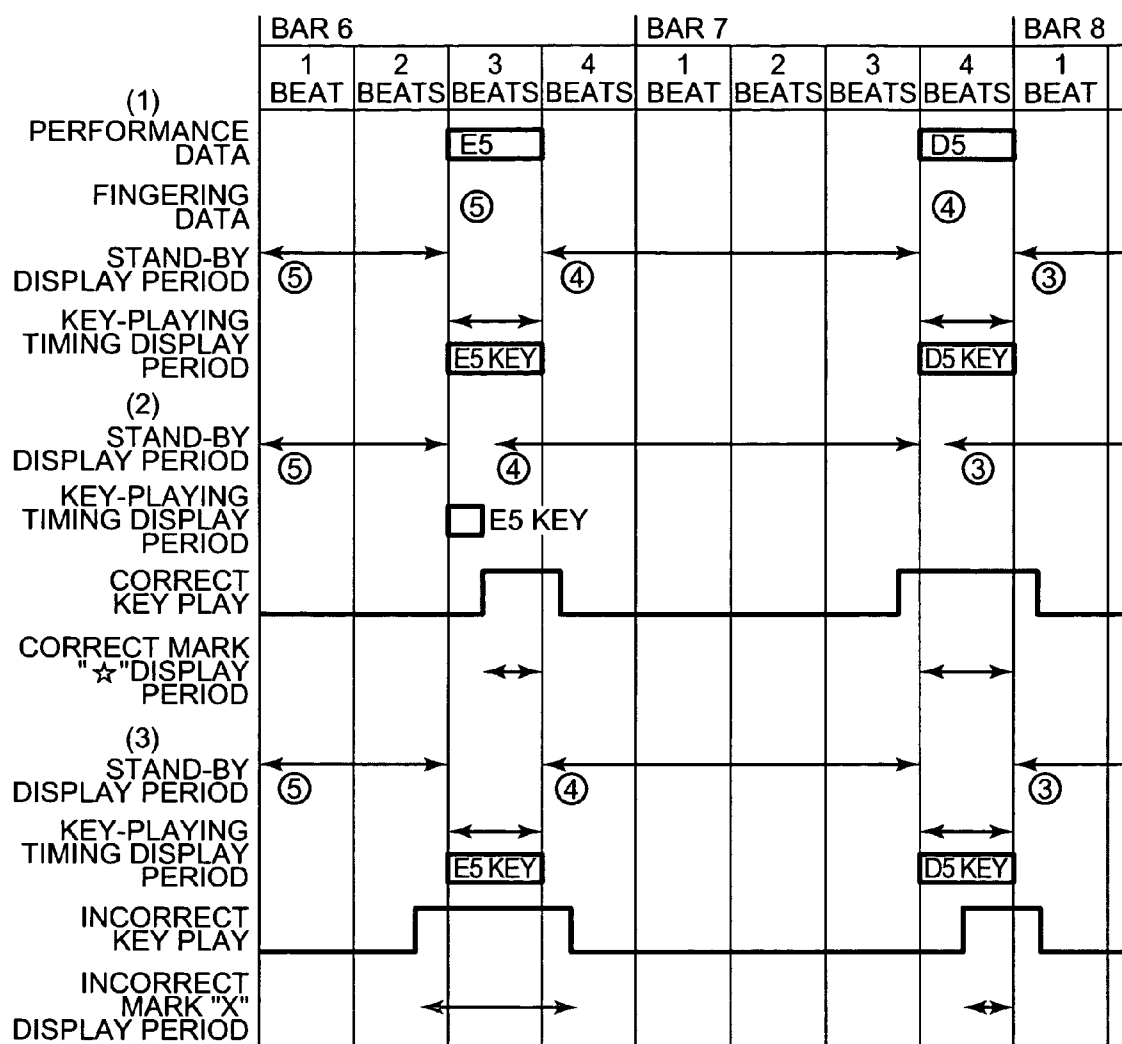 BAR 6 BAR 7 BAR 8
1 2 3 4 1 2 3 4 1
BEAT BEATS BEATS BEATS BEAT BEATS BEATS BEATS BEAT
(1)
PERFORMANCE
DATA
E5 D5
FINGERING
DATA
⑤ ④
STAND-BY
DISPLAY PERIOD
⑤ ④ ③
KEY-PLAYING
TIMING DISPLAY
PERIOD
E5 KEY D5 KEY
(2)
STAND-BY
DISPLAY PERIOD
⑤ ④ ③
KEY-PLAYING
TIMING DISPLAY
PERIOD
E5 KEY
CORRECT
KEY PLAY
CORRECT MARK
"☆"DISPLAY
PERIOD
(3)
STAND-BY
DISPLAY PERIOD
⑤ ④ ③
KEY-PLAYING
TIMING DISPLAY
PERIOD
E5 KEY D5 KEY
INCORRECT
KEY PLAY
INCORRECT
MARK "X"
DISPLAY PERIOD